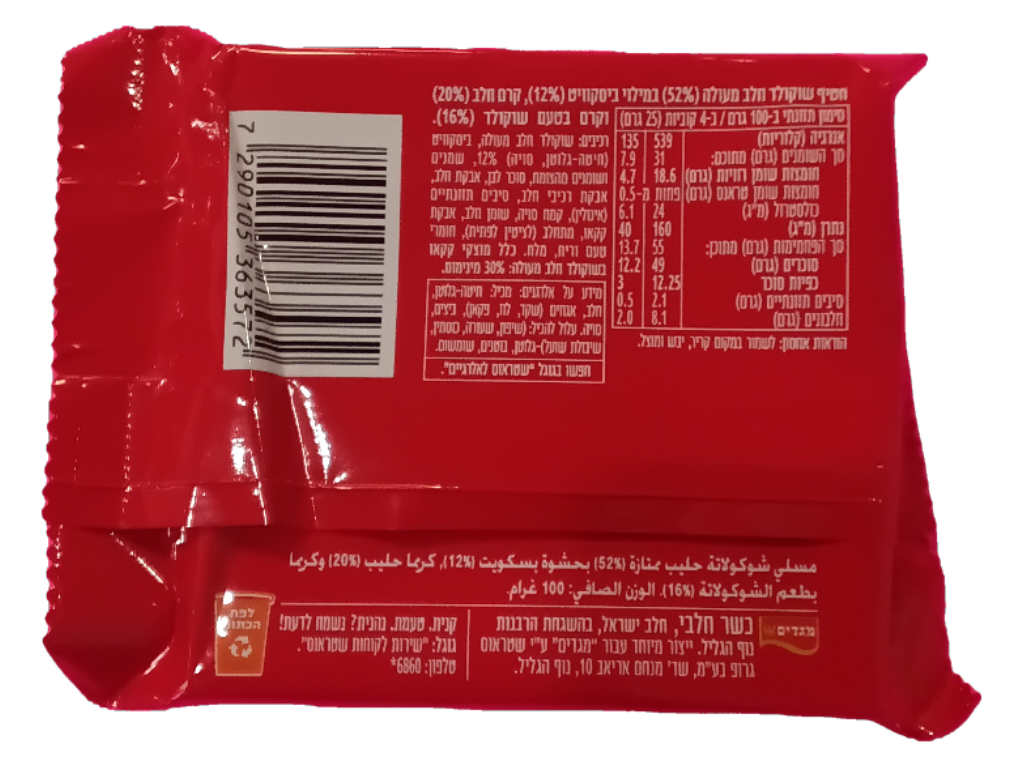 חטיף שוקולד חלב מעולה (52%) במילוי ביסקוויט (12%), קרם חלב (20%)
וקרם בטעם שוקולד (16%).
סימון תזונתי ב-100 גרם / ב-4 קוביות (25 גרם)
אנרגיה (קלוריות) 539 135
סך השומנים (גרם) מתוכם: 31 7.9
חומצות שומן רוויות (גרם) 18.6 4.7
חומצות שומן טראנס (גרם) פחות מ-0.5
כולסטרול (מ"ג) 24 6.1
נתרן (מ"ג) 160 40
סך הפחמימות (גרם) מתוכן: 55 13.7
סוכרים (גרם) 49 12.2
כפיות סוכר 12.25 3
סיבים תזונתיים (גרם) 2.1 0.5
חלבונים (גרם) 8.1 2.0
הוראות אחסון: לשמור במקום קריר, יבש ומוצל.
רכיבים: שוקולד חלב מעולה, ביסקוויט
(חיטה-גלוטן, סויה) 12%, שמנים
ושומנים מהצומח, סוכר לבן, אבקת חלב,
אבקת רכיבי חלב, סיבים תזונתיים
(אינולין), קמח סויה, שומן חלב, אבקת
קקאו, מתחלב (לציטין לפתית), חומרי
טעם וריח, מלח. כלל מוצקי קקאו
בשוקולד חלב מעולה: 30% מינימום.
מידע על אלרגנים: מכיל: חיטה-גלוטן,
חלב, אגוזים (שקד, לוז, פקאן), ביצים,
סויה. עלול להכיל: (שיפון, שעורה, כוסמין,
שיבולת שועל)-גלוטן, בוטנים, שומשום.
חפשו בגוגל "שטראוס לאלרגיים".
7 290105 363572
مسلي شوكولاتة حليب ممتازة (52%) بحشوة بسكويت (12%), كريما حليب (20%) وكريما
بطعم الشوكولاتة (16%). الوزن الصافي: 100 غرام.
מגדים
כשר חלבי, חלב ישראל, בהשגחת הרבנות
נוף הגליל. ייצור מיוחד עבור "מגדים" ע"י שטראוס
גרופ בע"מ, שד' מנחם אריאב 10, נוף הגליל.
קנית. טעמת. נהנית? נשמח לדעת!
גוגל: "שירות לקוחות שטראוס".
טלפון: 6860*
לפח
הכתום